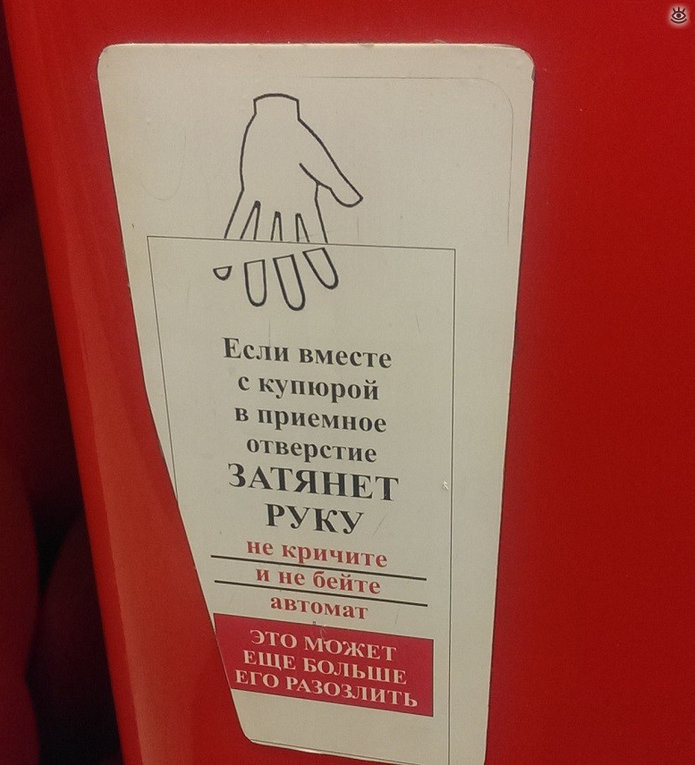 Если вместе
с купюрой
в приемное
отверстие
ЗАТЯНЕТ
РУКУ
не кричите
и не бейте
автомат
ЭТО МОЖЕТ
ЕЩЕ БОЛЬШЕ
ЕГО РАЗОЗЛИТЬ